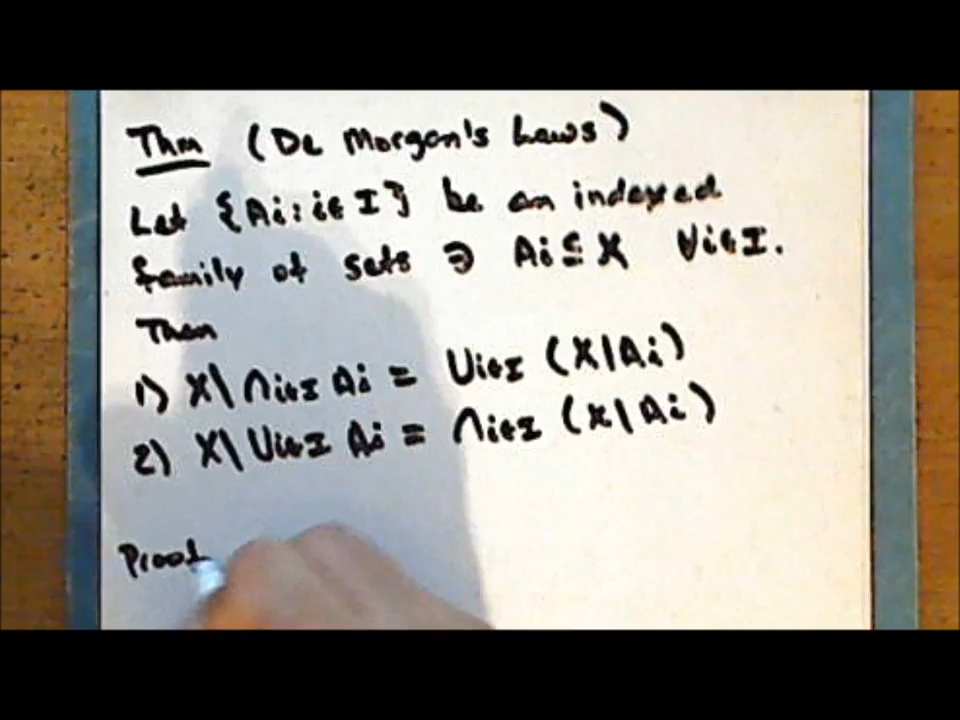 Thm (De Morgan's Laws)
Let {Ai : i∈I} be an indexed
family of sets ∋ Ai ⊆ X ∀i∈I.
Then
1) X\∩i∈I Ai = ∪i∈I (X\Ai)
2) X\∪i∈I Ai = ∩i∈I (X\Ai)
Proof